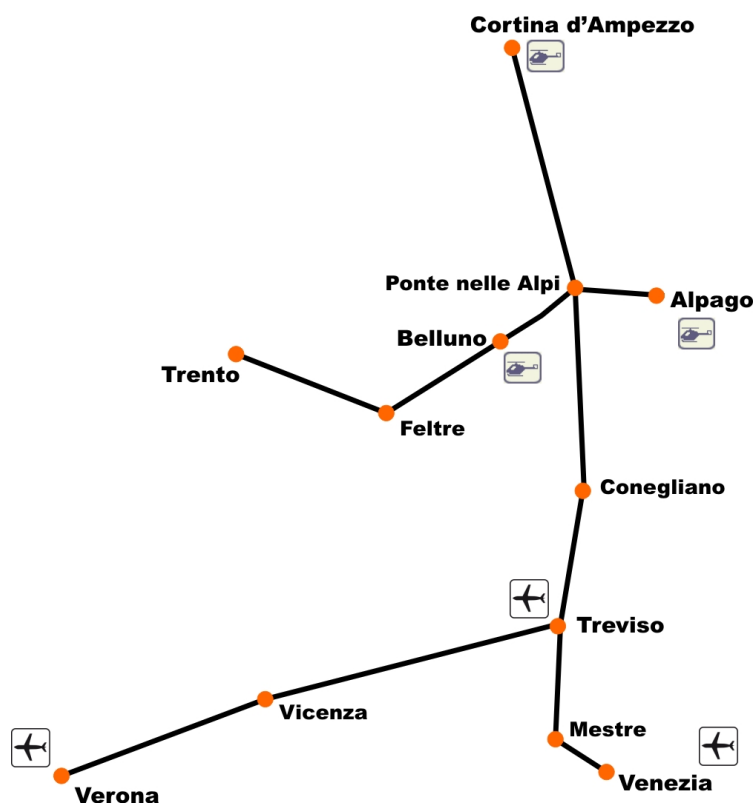 Cortina d’Ampezzo
Ponte nelle Alpi
Alpago
Belluno
Trento
Feltre
Conegliano
Treviso
Vicenza
Mestre
Venezia
Verona